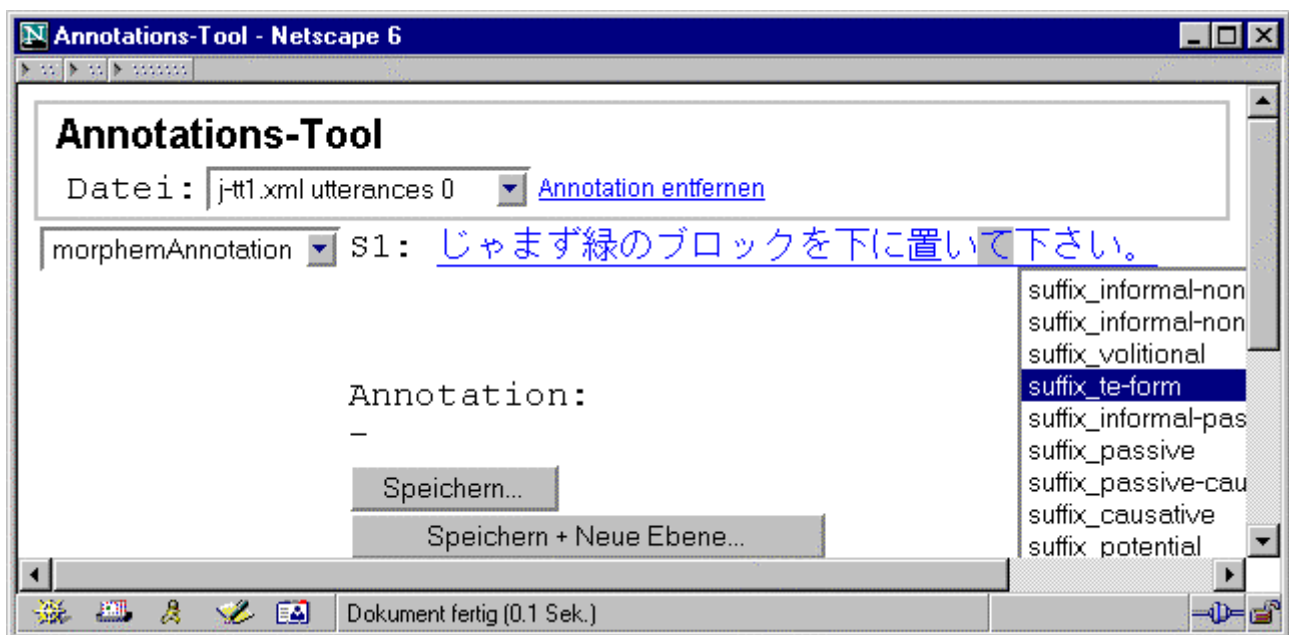 Annotations-Tool - Netscape 6
Annotations-Tool
Datei: j-tt1.xml utterances 0 Annotation entfernen
morphemAnnotation S1: じゃまず緑のブロックを下に置いて下さい。
suffix_informal-non
suffix_informal-non
suffix_volitional
suffix_te-form
Annotation:
suffix_informal-pas
–
suffix_passive
Speichern... suffix_passive-cau
suffix_causative
Speichern + Neue Ebene... suffix_potential
Dokument fertig (0.1 Sek.)